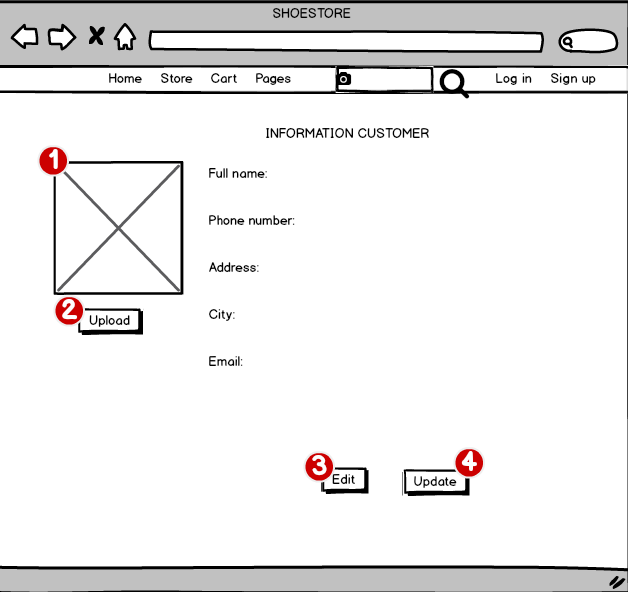 SHOESTORE
Home Store Cart Pages Log in Sign up
INFORMATION CUSTOMER
1
Full name:
Phone number:
Address:
City:
2
Upload
Email:
3
Edit
4
Update